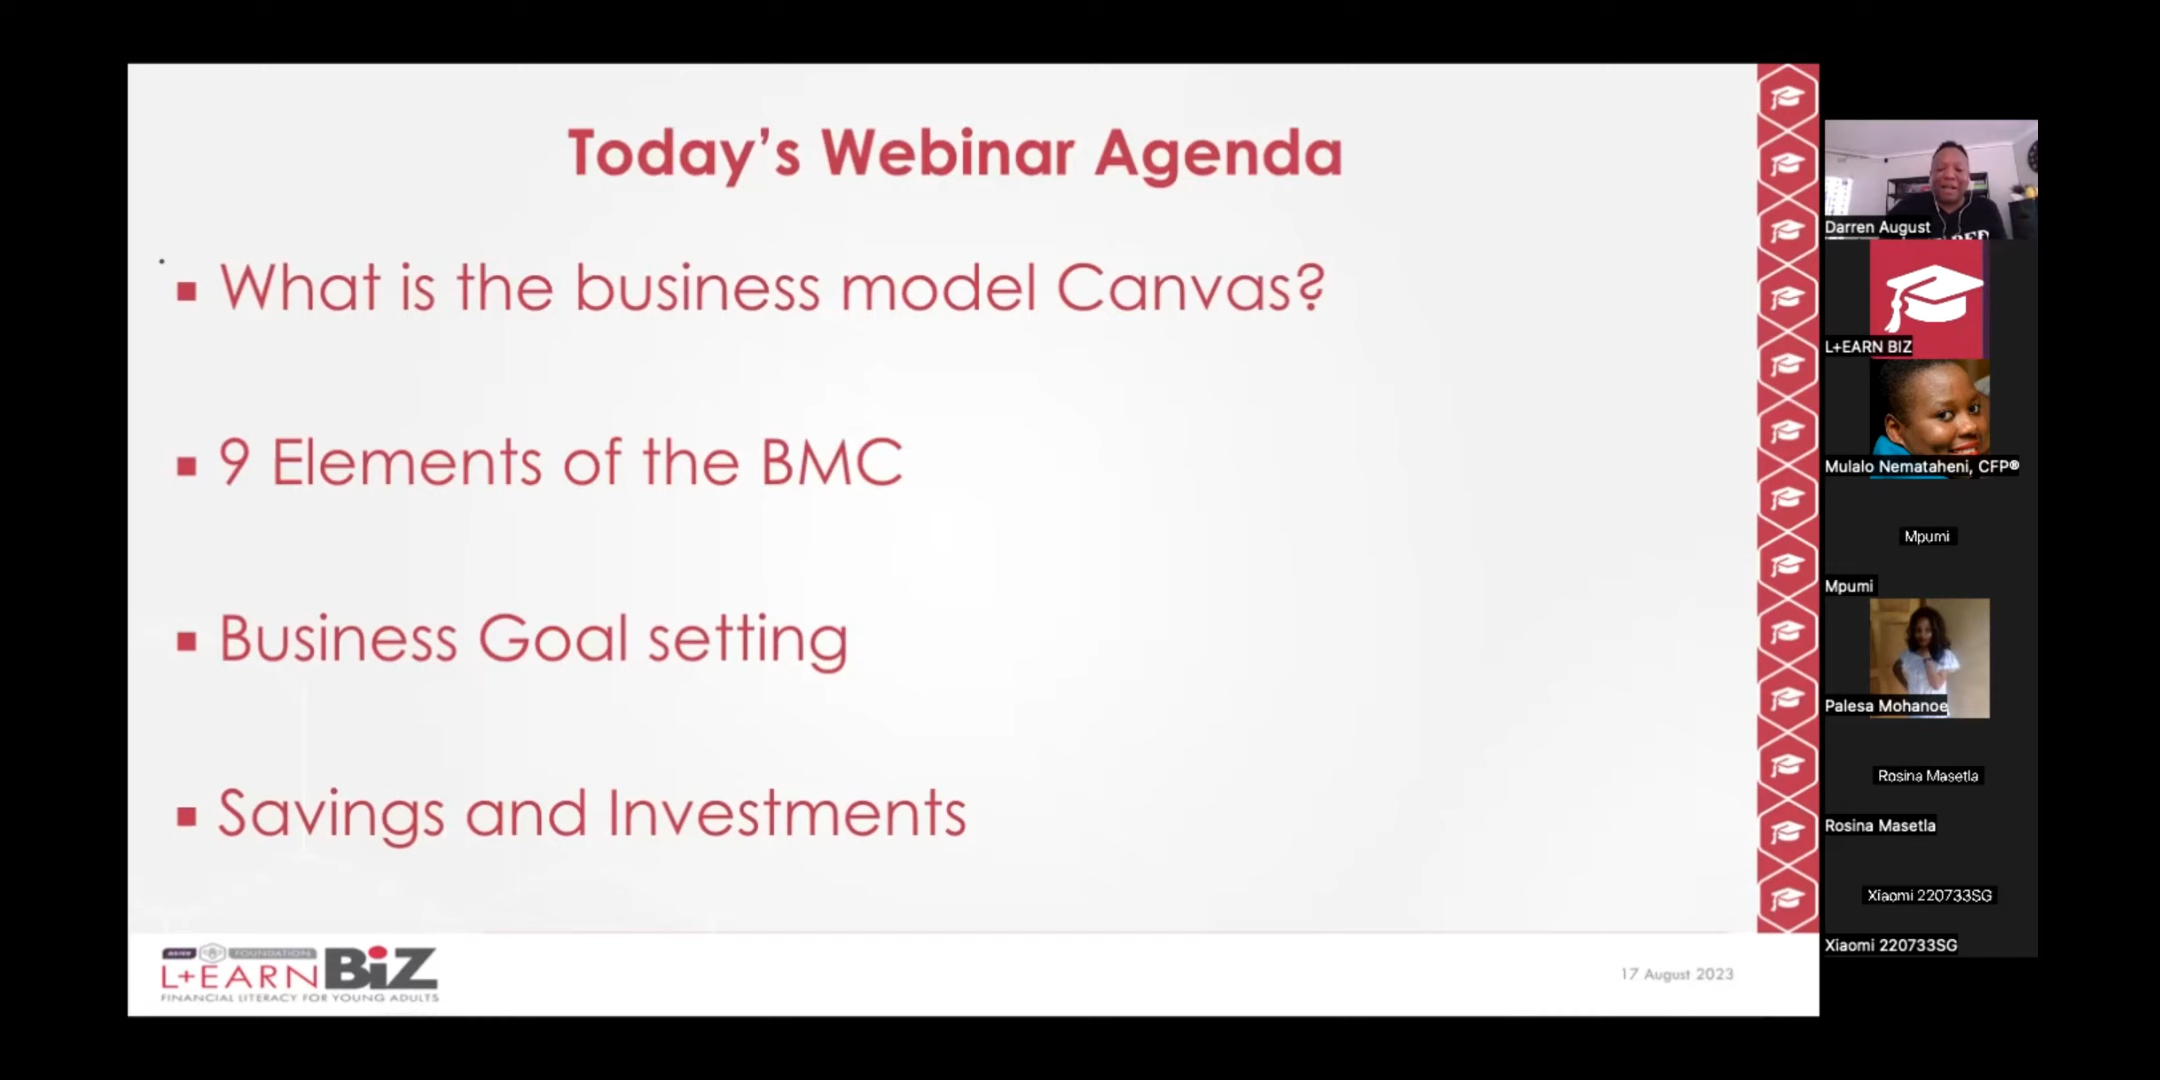 Today's Webinar Agenda
What is the business model Canvas?
9 Elements of the BMC
Business Goal setting
Savings and Investments
FOUNDATION
L+EARN BiZ
FINANCIAL LITERACY FOR YOUNG ADULTS
17 August 2023
Darren August
L+EARN BIZ
Mulalo Nemataheni, CFP®
Mpumi
Mpumi
Palesa Mohanoe
Rosina Masetla
Rosina Masetla
Xiaomi 220733SG
Xiaomi 220733SG